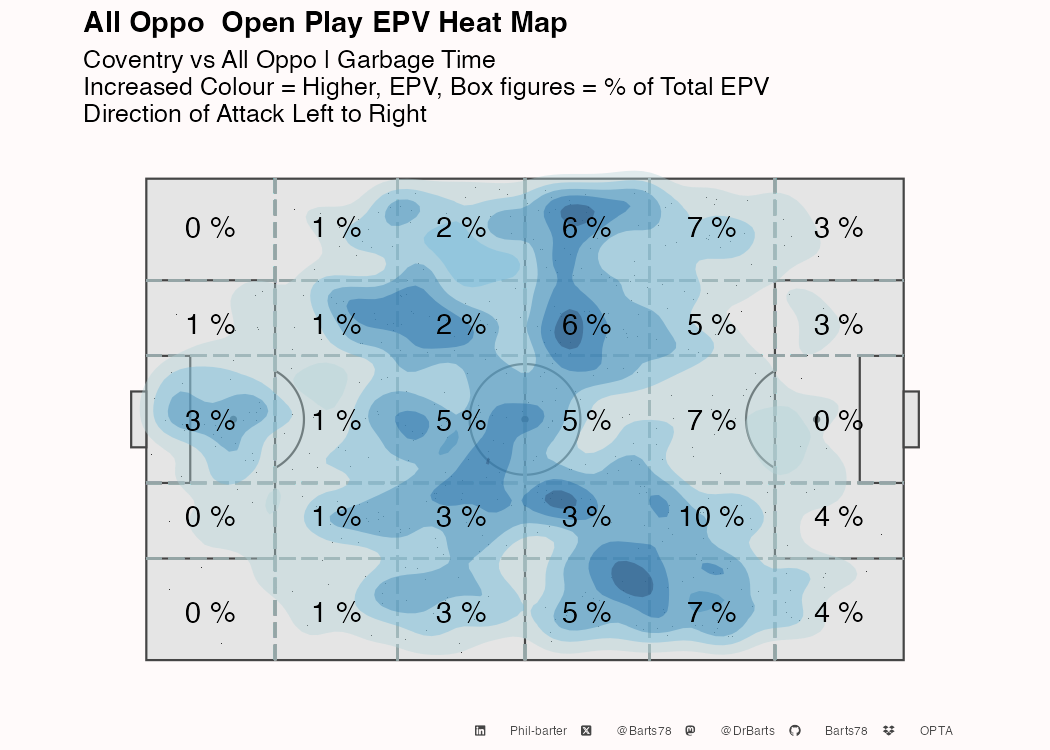 All Oppo  Open Play EPV Heat Map
Coventry vs All Oppo | Garbage Time
Increased Colour = Higher, EPV, Box figures = % of Total EPV
Direction of Attack Left to Right
0 % 1 % 2 % 6 % 7 % 3 %
1 % 1 % 2 % 6 % 5 % 3 %
3 % 1 % 5 % 5 % 7 % 0 %
0 % 1 % 3 % 3 % 10 % 4 %
0 % 1 % 3 % 5 % 7 % 4 %
Phil-barter @Barts78 @DrBarts Barts78 OPTA